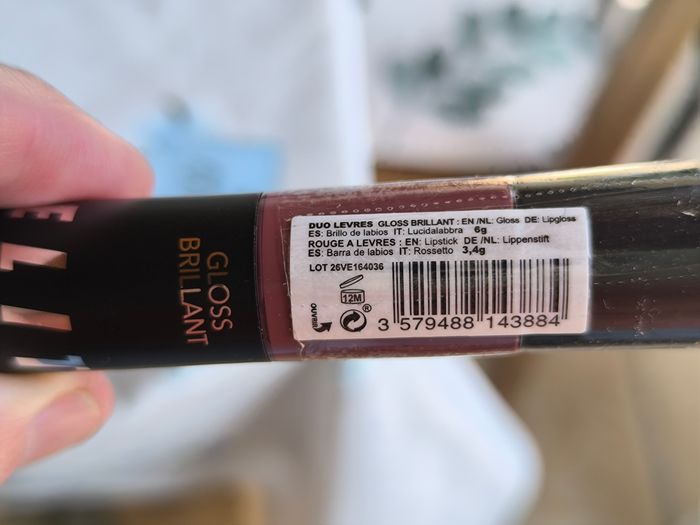 GLOSS
BRILLANT
DUO LEVRES GLOSS BRILLANT : EN /NL: Gloss DE: Lipgloss
ES: Brillo de labios IT: Lucidalabbra 6g
ROUGE A LEVRES : EN: Lipstick DE /NL: Lippenstift
ES: Barra de labios IT: Rossetto 3,4g
LOT 26VE164036
12M
OUVRIR
®
3 579488 143884